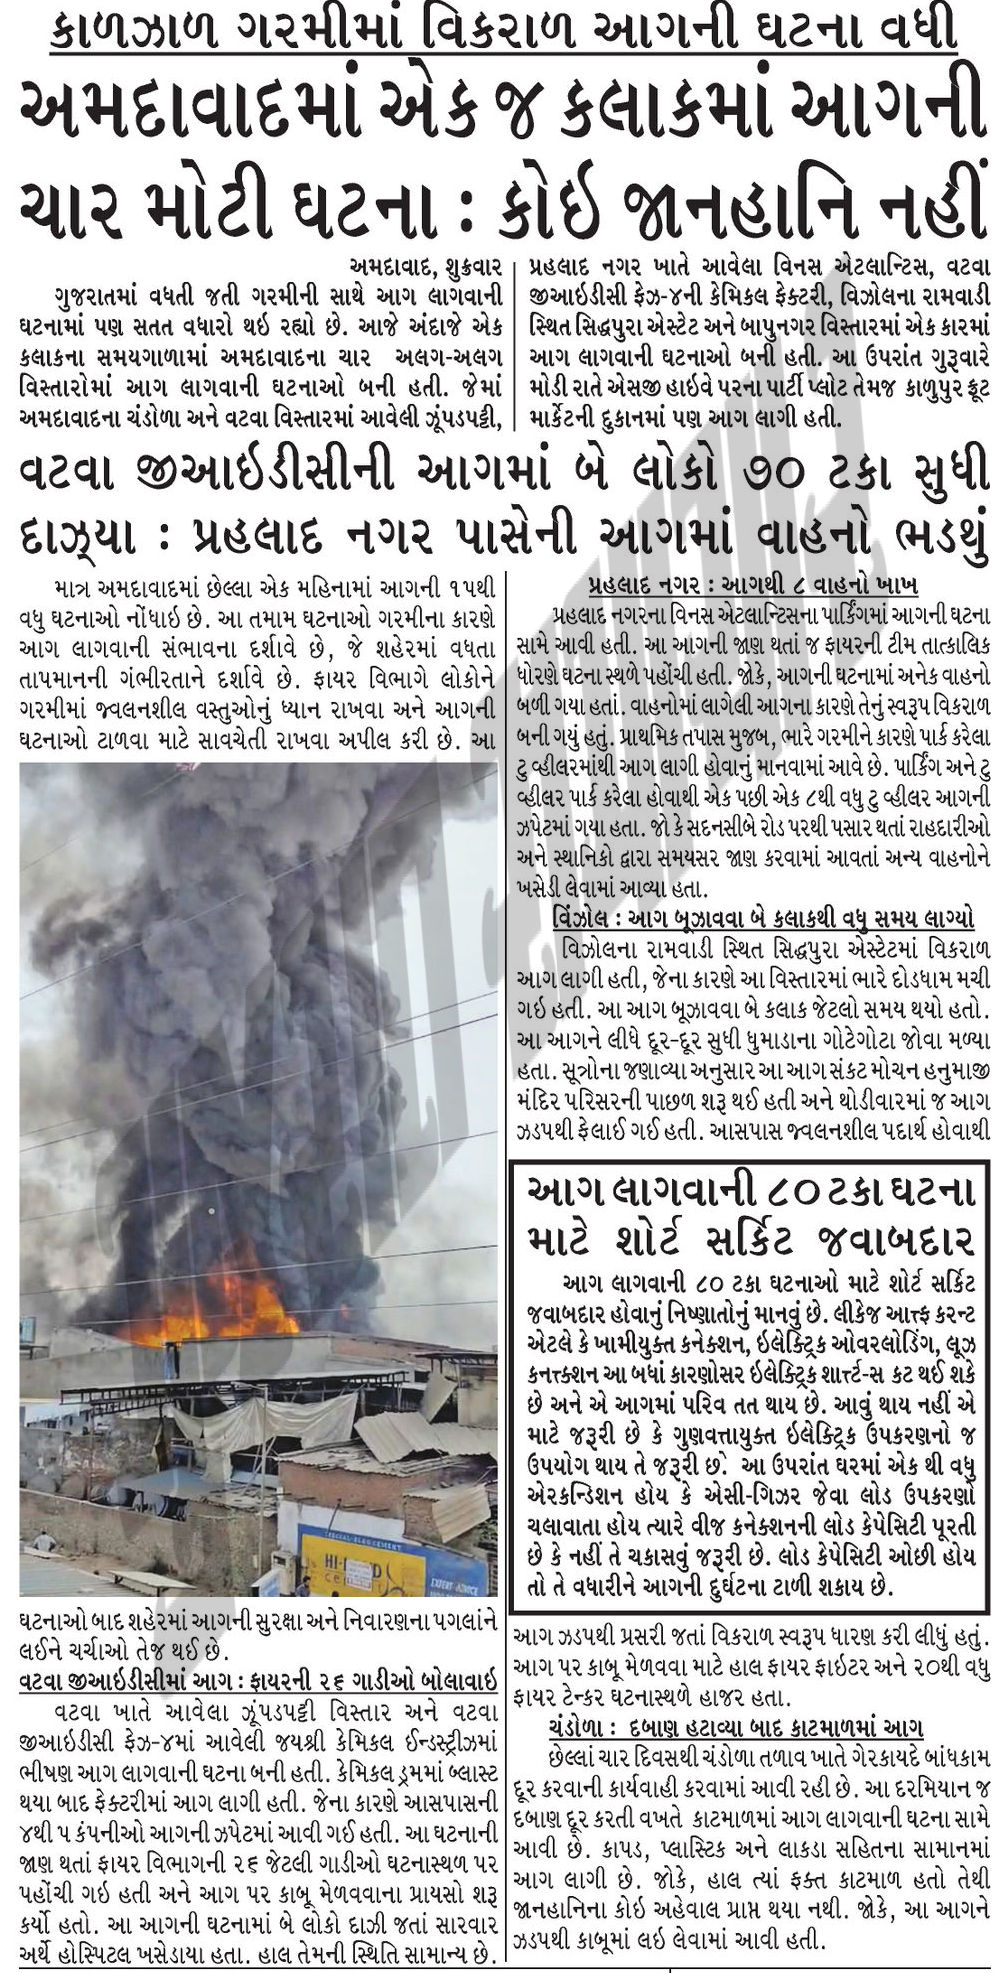 કાળઝાળ ગરમીમાં વિકરાળ આગની ઘટના વધી
અમદાવાદમાં એક જ કલાકમાં આગની
ચાર મોટી ઘટના : કોઇ જાનહાનિ નહીં
અમદાવાદ, શુક્રવાર
ગુજરાતમાં વધતી જતી ગરમીની સાથે આગ લાગવાની
ઘટનામાં પણ સતત વધારો થઇ રહ્યો છે. આજે અંદાજે એક
કલાકના સમયગાળામાં અમદાવાદના ચાર અલગ-અલગ
વિસ્તારોમાં આગ લાગવાની ઘટનાઓ બની હતી. જેમાં
અમદાવાદના ચંડોળા અને વટવા વિસ્તારમાં આવેલી ઝૂંપડપટ્ટી,
પ્રહલાદ નગર ખાતે આવેલા વિનસ એટલાન્ટિસ, વટવા
જીઆઇડીસી ફેઝ-૪ની કેમિકલ ફેક્ટરી, વિઝોલના રામવાડી
સ્થિત સિદ્ધપુરા એસ્ટેટ અને બાપુનગર વિસ્તારમાં એક કારમાં
આગ લાગવાની ઘટનાઓ બની હતી. આ ઉપરાંત ગુરૂવારે
મોડી રાતે એસજી હાઇવે પરના પાર્ટી પ્લોટ તેમજ કાળુપુર ફ્રૂટ
માર્કેટની દુકાનમાં પણ આગ લાગી હતી.
વટવા જીઆઇડીસીની આગમાં બે લોકો ૭૦ ટકા સુધી
દાઝ્યા : પ્રહલાદ નગર પાસેની આગમાં વાહનો ભડથું
માત્ર અમદાવાદમાં છેલ્લા એક મહિનામાં આગની ૧૫થી
વધુ ઘટનાઓ નોંધાઇ છે. આ તમામ ઘટનાઓ ગરમીના કારણે
આગ લાગવાની સંભાવના દર્શાવે છે, જે શહેરમાં વધતા
તાપમાનની ગંભીરતાને દર્શાવે છે. ફાયર વિભાગે લોકોને
ગરમીમાં જ્વલનશીલ વસ્તુઓનું ધ્યાન રાખવા અને આગની
ઘટનાઓ ટાળવા માટે સાવચેતી રાખવા અપીલ કરી છે. આ
ઘટનાઓ બાદ શહેરમાં આગની સુરક્ષા અને નિવારણના પગલાંને
લઈને ચર્ચાઓ તેજ થઈ છે.
વટવા જીઆઇડીસીમાં આગ : ફાયરની ૨૬ ગાડીઓ બોલાવાઇ
વટવા ખાતે આવેલા ઝૂંપડપટ્ટી વિસ્તાર અને વટવા
જીઆઇડીસી ફેઝ-૪માં આવેલી જયશ્રી કેમિકલ ઈન્ડસ્ટ્રીઝમાં
ભીષણ આગ લાગવાની ઘટના બની હતી. કેમિકલ ડ્રમમાં બ્લાસ્ટ
થયા બાદ ફેક્ટરીમાં આગ લાગી હતી. જેના કારણે આસપાસની
૪થી ૫ કંપનીઓ આગની ઝપેટમાં આવી ગઈ હતી. આ ઘટનાની
જાણ થતાં ફાયર વિભાગની ૨૬ જેટલી ગાડીઓ ઘટનાસ્થળ પર
પહોંચી ગઇ હતી અને આગ પર કાબૂ મેળવવાના પ્રાયસો શરૂ
કર્યો હતો. આ આગની ઘટનામાં બે લોકો દાઝી જતાં સારવાર
અર્થે હોસ્પિટલ ખસેડાયા હતા. હાલ તેમની સ્થિતિ સામાન્ય છે.
પ્રહલાદ નગર : આગથી ૮ વાહનો ખાખ
પ્રહલાદ નગરના વિનસ એટલાન્ટિસના પાર્કિંગમાં આગની ઘટના
સામે આવી હતી. આ આગની જાણ થતાં જ ફાયરની ટીમ તાત્કાલિક
ધોરણે ઘટના સ્થળે પહોંચી હતી. જોકે, આગની ઘટનામાં અનેક વાહનો
બળી ગયા હતાં. વાહનોમાં લાગેલી આગના કારણે તેનું સ્વરૂપ વિકરાળ
બની ગયું હતું. પ્રાથમિક તપાસ મુજબ, ભારે ગરમીને કારણે પાર્ક કરેલા
ટુ વ્હીલરમાંથી આગ લાગી હોવાનું માનવામાં આવે છે. પાર્કિંગ અને ટુ
વ્હીલર પાર્ક કરેલા હોવાથી એક પછી એક ૮થી વધુ ટુ વ્હીલર આગની
ઝપેટમાં ગયા હતા. જો કે સદનસીબે રોડ પરથી પસાર થતાં રાહદારીઓ
અને સ્થાનિકો દ્વારા સમયસર જાણ કરવામાં આવતાં અન્ય વાહનોને
ખસેડી લેવામાં આવ્યા હતા.
વિંઝોલ : આગ બૂઝાવવા બે કલાકથી વધુ સમય લાગ્યો
વિઝોલના રામવાડી સ્થિત સિદ્ધપુરા એસ્ટેટમાં વિકરાળ
આગ લાગી હતી, જેના કારણે આ વિસ્તારમાં ભારે દોડધામ મચી
ગઇ હતી. આ આગ બૂઝાવવા બે કલાક જેટલો સમય થયો હતો.
આ આગને લીધે દૂર-દૂર સુધી ધુમાડાના ગોટેગોટા જોવા મળ્યા
હતા. સૂત્રોના જણાવ્યા અનુસાર આ આગ સંકટ મોચન હનુમાજી
મંદિર પરિસરની પાછળ શરૂ થઈ હતી અને થોડીવારમાં જ આગ
ઝડપથી ફેલાઈ ગઈ હતી. આસપાસ જ્વલનશીલ પદાર્થ હોવાથી
આગ લાગવાની ૮૦ ટકા ઘટના
માટે શોર્ટ સર્કિટ જવાબદાર
આગ લાગવાની ૮૦ ટકા ઘટનાઓ માટે શોર્ટ સર્કિટ
જવાબદાર હોવાનું નિષ્ણાતોનું માનવું છે. લીકેજ આત્ફ કરન્ટ
એટલે કે ખામીયુક્ત કનેક્શન, ઇલેક્ટ્રિક ઓવરલોડિંગ, લૂઝ
કનત્ક્શન આ બધાં કારણોસર ઇલેક્ટ્રિક શાર્ત્ટ-સ કટ થઈ શકે
છે અને એ આગમાં પરિવ તત થાય છે. આવું થાય નહીં એ
માટે જરૂરી છે કે ગુણવત્તાયુક્ત ઇલેક્ટ્રિક ઉપકરણનો જ
ઉપયોગ થાય તે જરૂરી છે. આ ઉપરાંત ઘરમાં એક થી વધુ
એરકન્ડિશન હોય કે એસી-ગિઝર જેવા લોડ ઉપકરણો
ચલાવાતા હોય ત્યારે વીજ કનેક્શનની લોડ કેપેસિટી પૂરતી
છે કે નહીં તે ચકાસવું જરૂરી છે. લોડ કેપેસિટી ઓછી હોય
તો તે વધારીને આગની દુર્ઘટના ટાળી શકાય છે.
આગ ઝડપથી પ્રસરી જતાં વિકરાળ સ્વરૂપ ધારણ કરી લીધું હતું.
આગ પર કાબૂ મેળવવા માટે હાલ ફાયર ફાઇટર અને ૨૦થી વધુ
ફાયર ટેન્કર ઘટનાસ્થળે હાજર હતા.
ચંડોળા : દબાણ હટાવ્યા બાદ કાટમાળમાં આગ
છેલ્લાં ચાર દિવસથી ચંડોળા તળાવ ખાતે ગેરકાયદે બાંધકામ
દૂર કરવાની કાર્યવાહી કરવામાં આવી રહી છે. આ દરમિયાન જ
દબાણ દૂર કરતી વખતે કાટમાળમાં આગ લાગવાની ઘટના સામે
આવી છે. કાપડ, પ્લાસ્ટિક અને લાકડા સહિતના સામાનમાં
આગ લાગી છે. જોકે, હાલ ત્યાં ફક્ત કાટમાળ હતો તેથી
જાનહાનિના કોઇ અહેવાલ પ્રાપ્ત થયા નથી. જોકે, આ આગને
ઝડપથી કાબૂમાં લઇ લેવામાં આવી હતી.